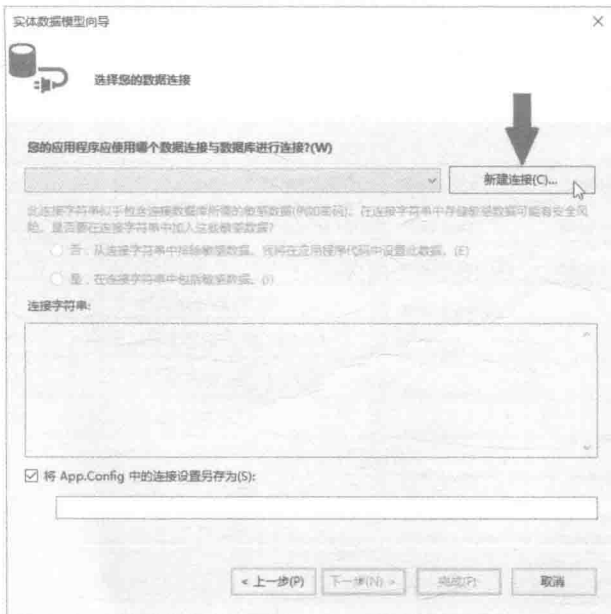 实体数据模型向导
选择您的数据连接
您的应用程序应使用哪个数据连接与数据库进行连接?(W)
新建连接(C)...
此连接字符串似乎包含连接数据库所需的敏感数据(例如密码)。在连接字符串中存储敏感数据可能有安全风
险。是否要在连接字符串中加入这些敏感数据?
否，从连接字符串中排除敏感数据。我将在应用程序代码中设置此数据。(E)
是，在连接字符串中包括敏感数据。(I)
连接字符串:
将 App.Config 中的连接设置另存为(S):
< 上一步(P)
下一步(N) >
完成(F)
取消